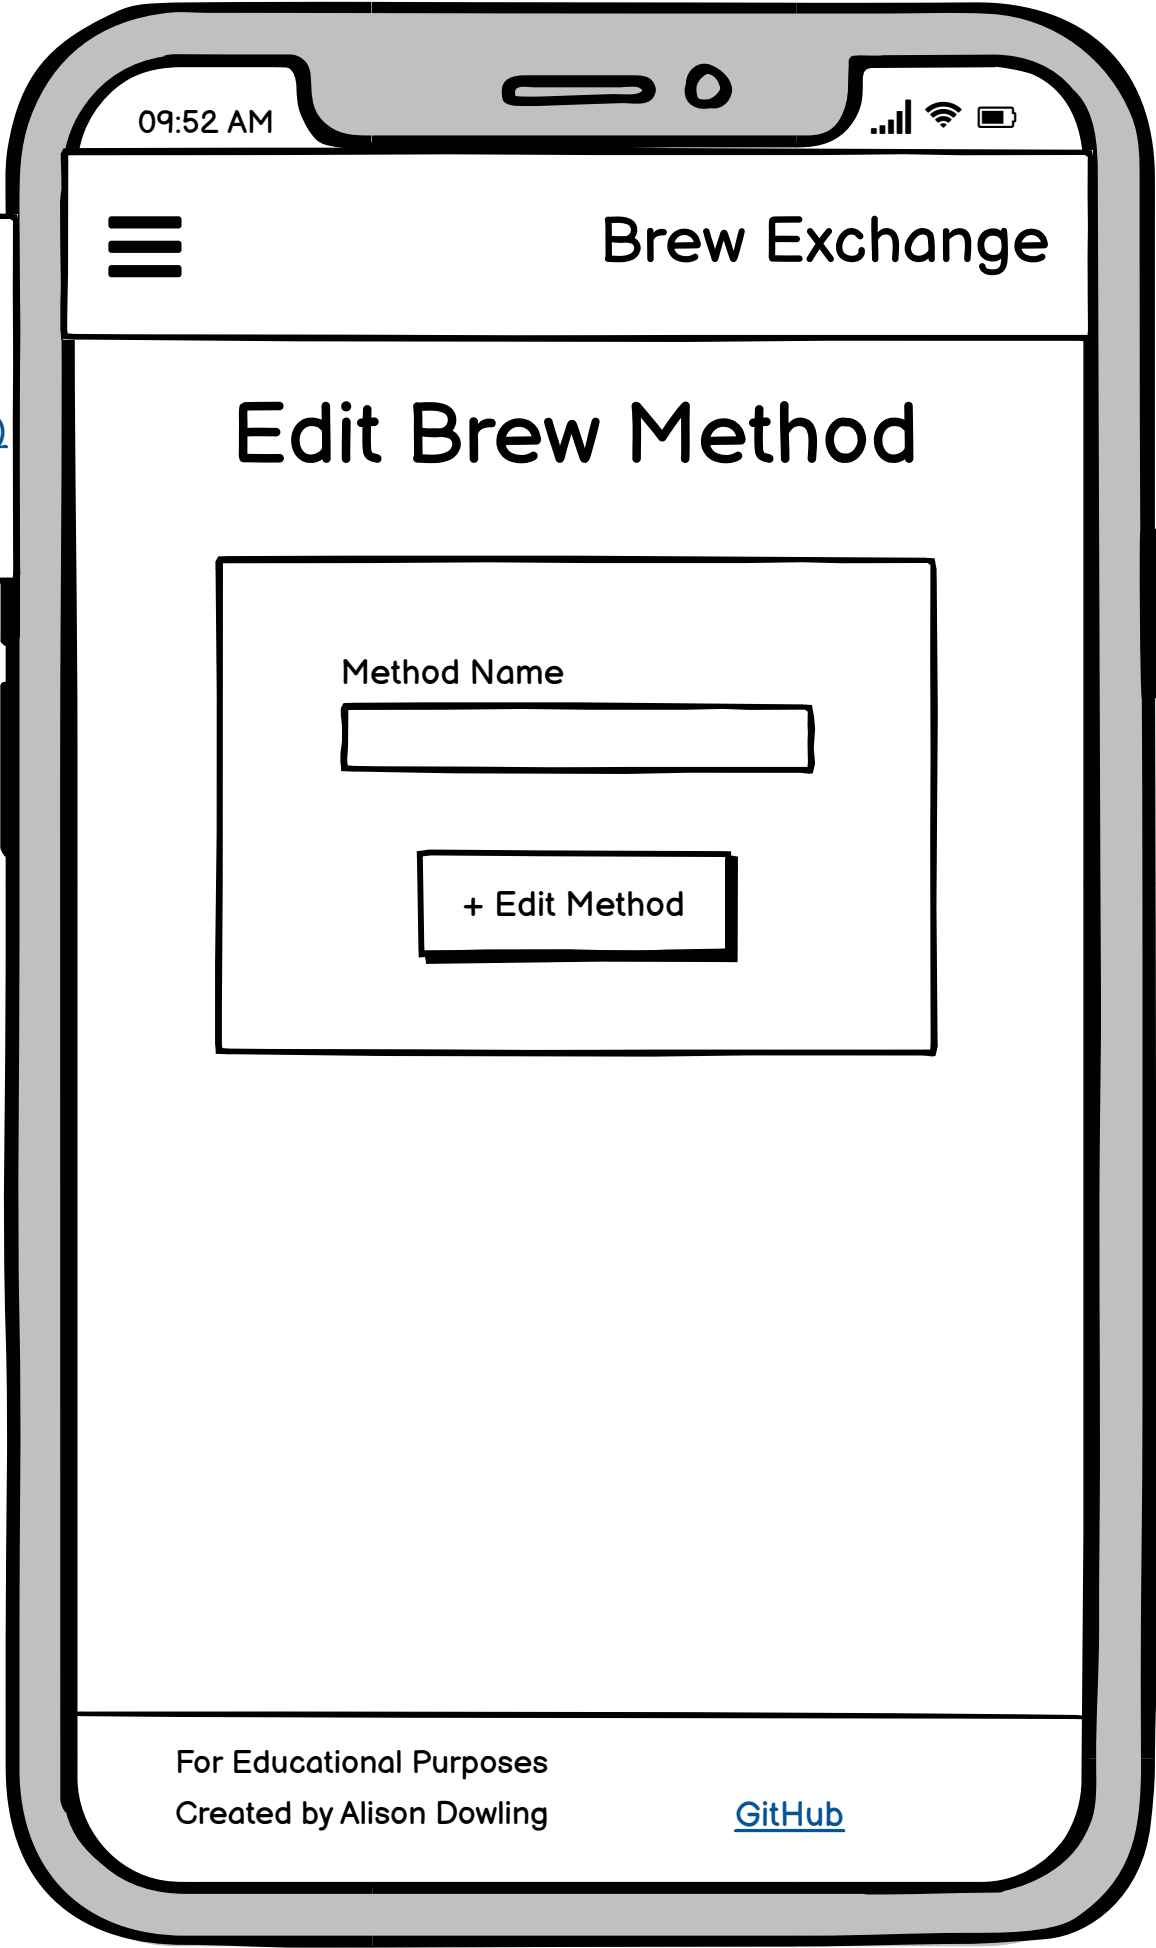 09:52 AM
Brew Exchange
Edit Brew Method
Method Name
+ Edit Method
For Educational Purposes
Created by Alison Dowling
GitHub